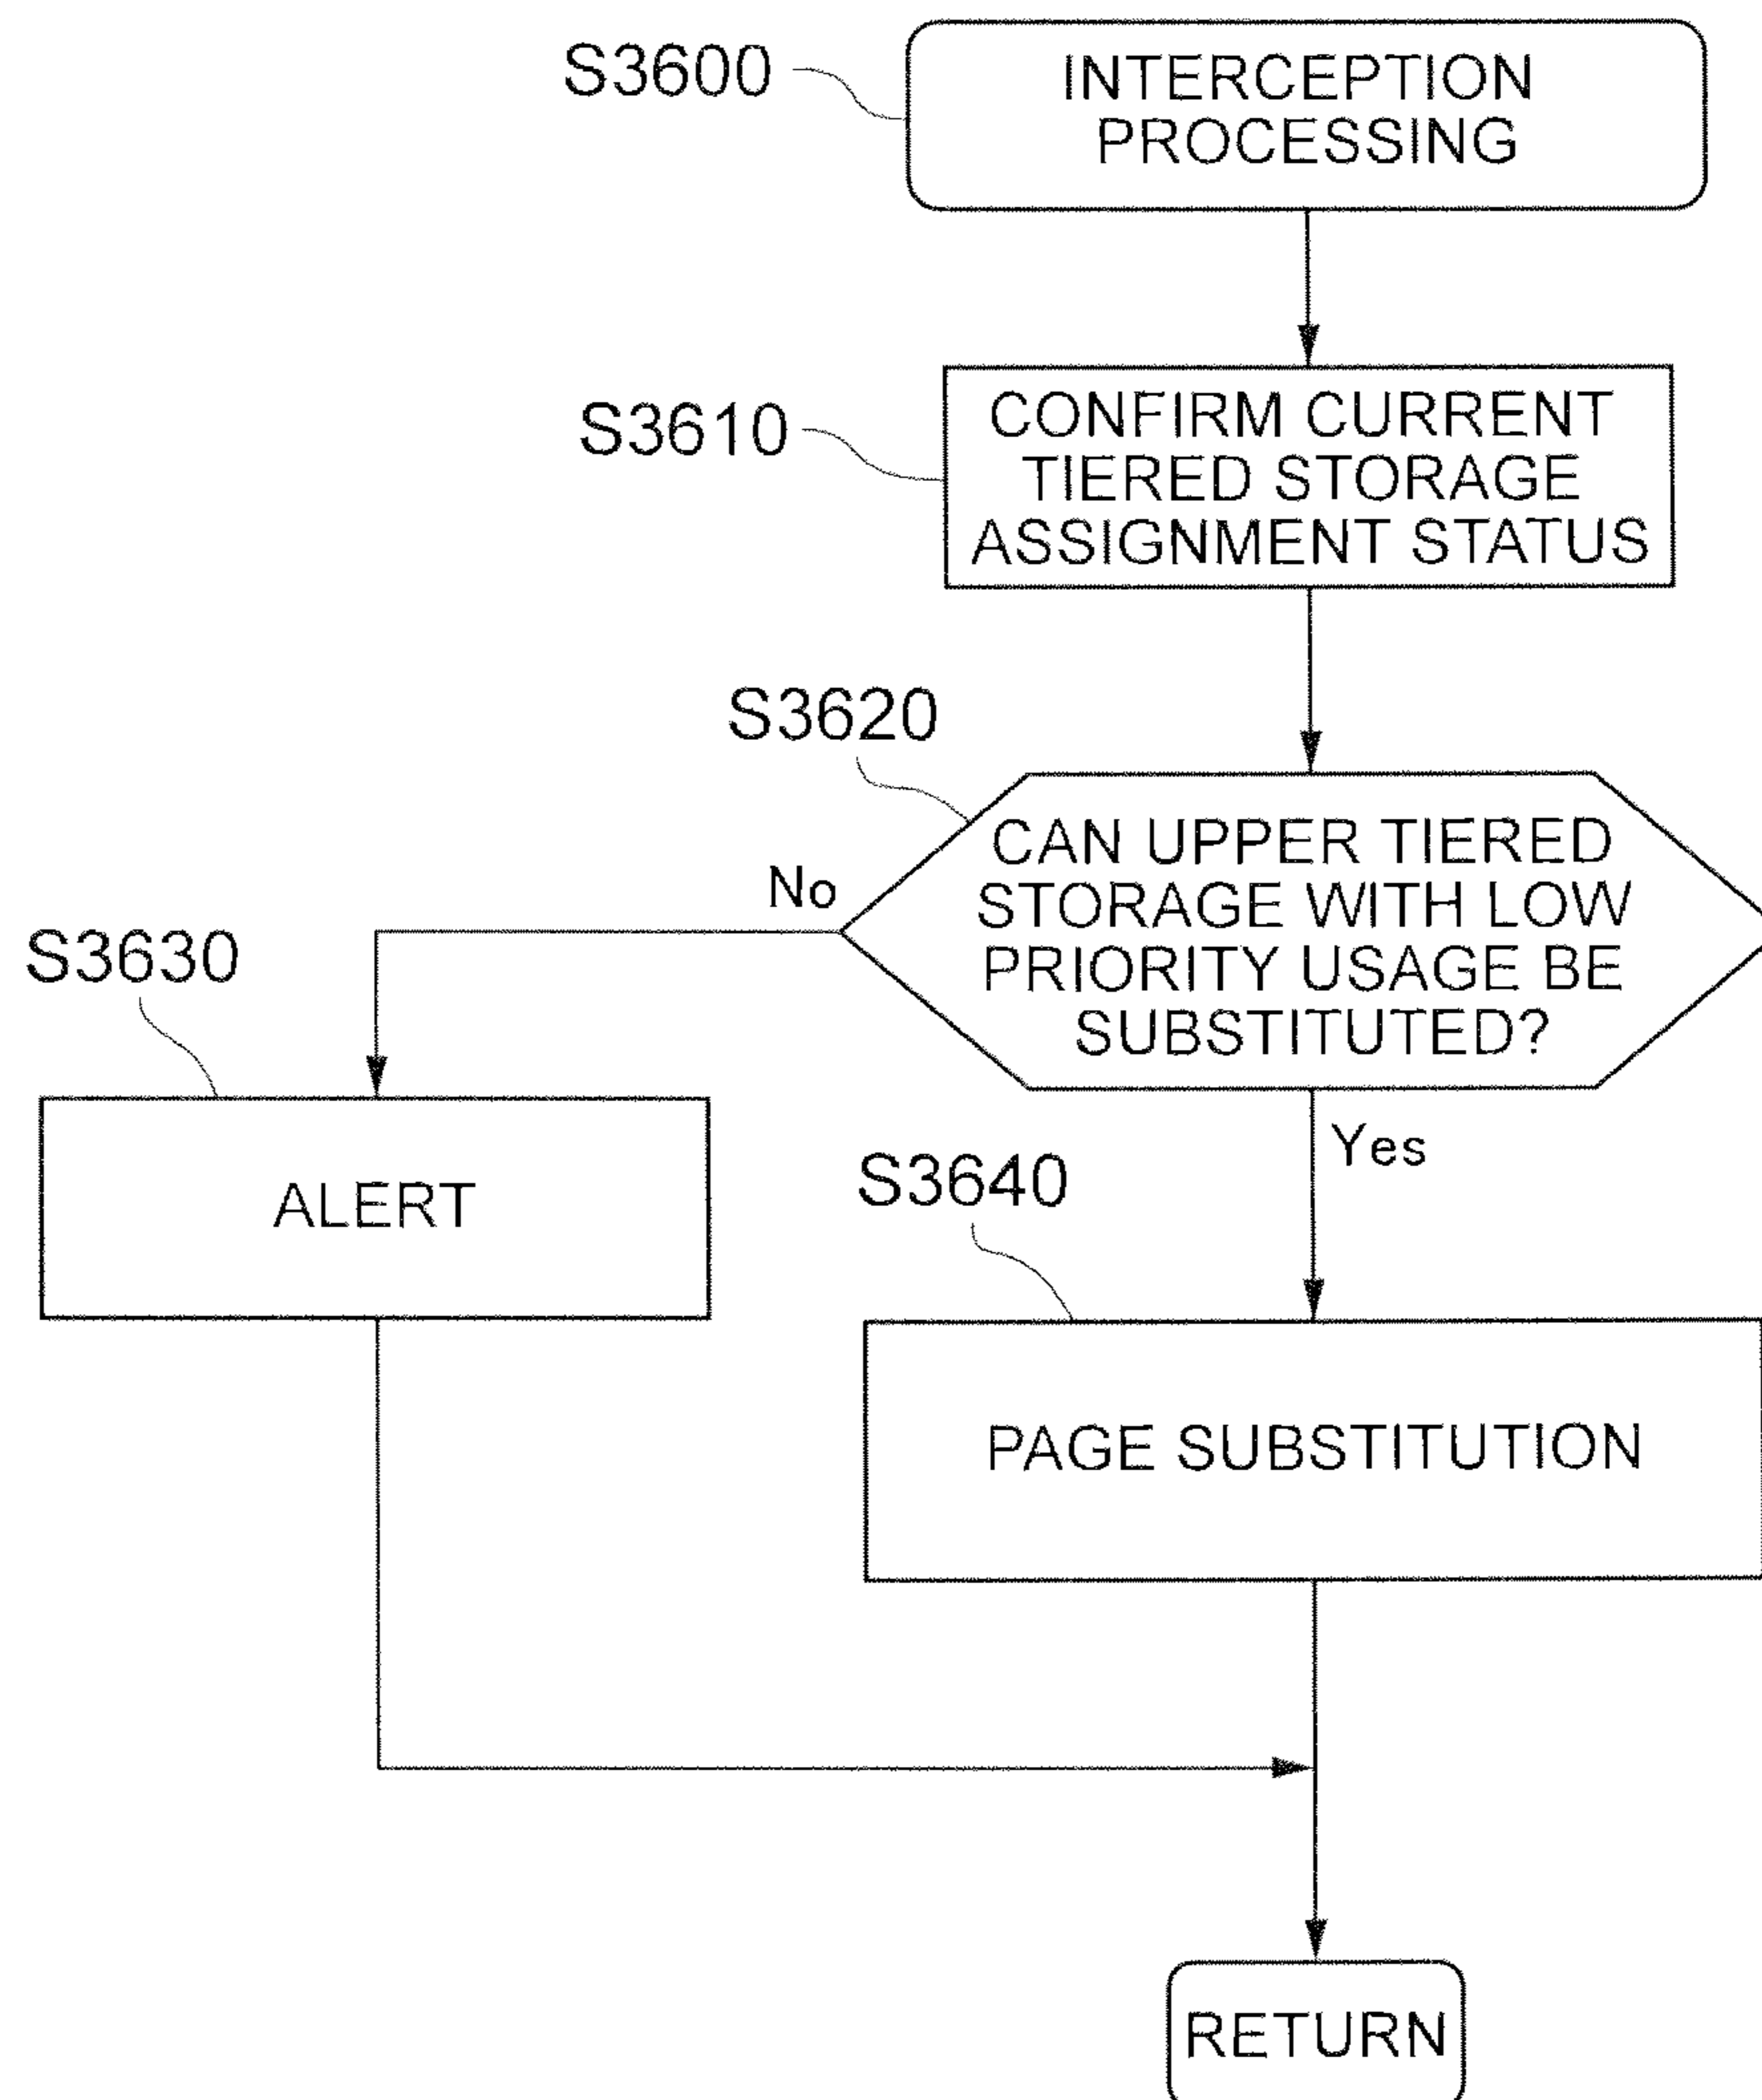 S3600
INTERCEPTION
PROCESSING
S3610
CONFIRM CURRENT
TIERED STORAGE
ASSIGNMENT STATUS
S3620
CAN UPPER TIERED
STORAGE WITH LOW
PRIORITY USAGE BE
SUBSTITUTED?
No
Yes
S3630
ALERT
S3640
PAGE SUBSTITUTION
RETURN